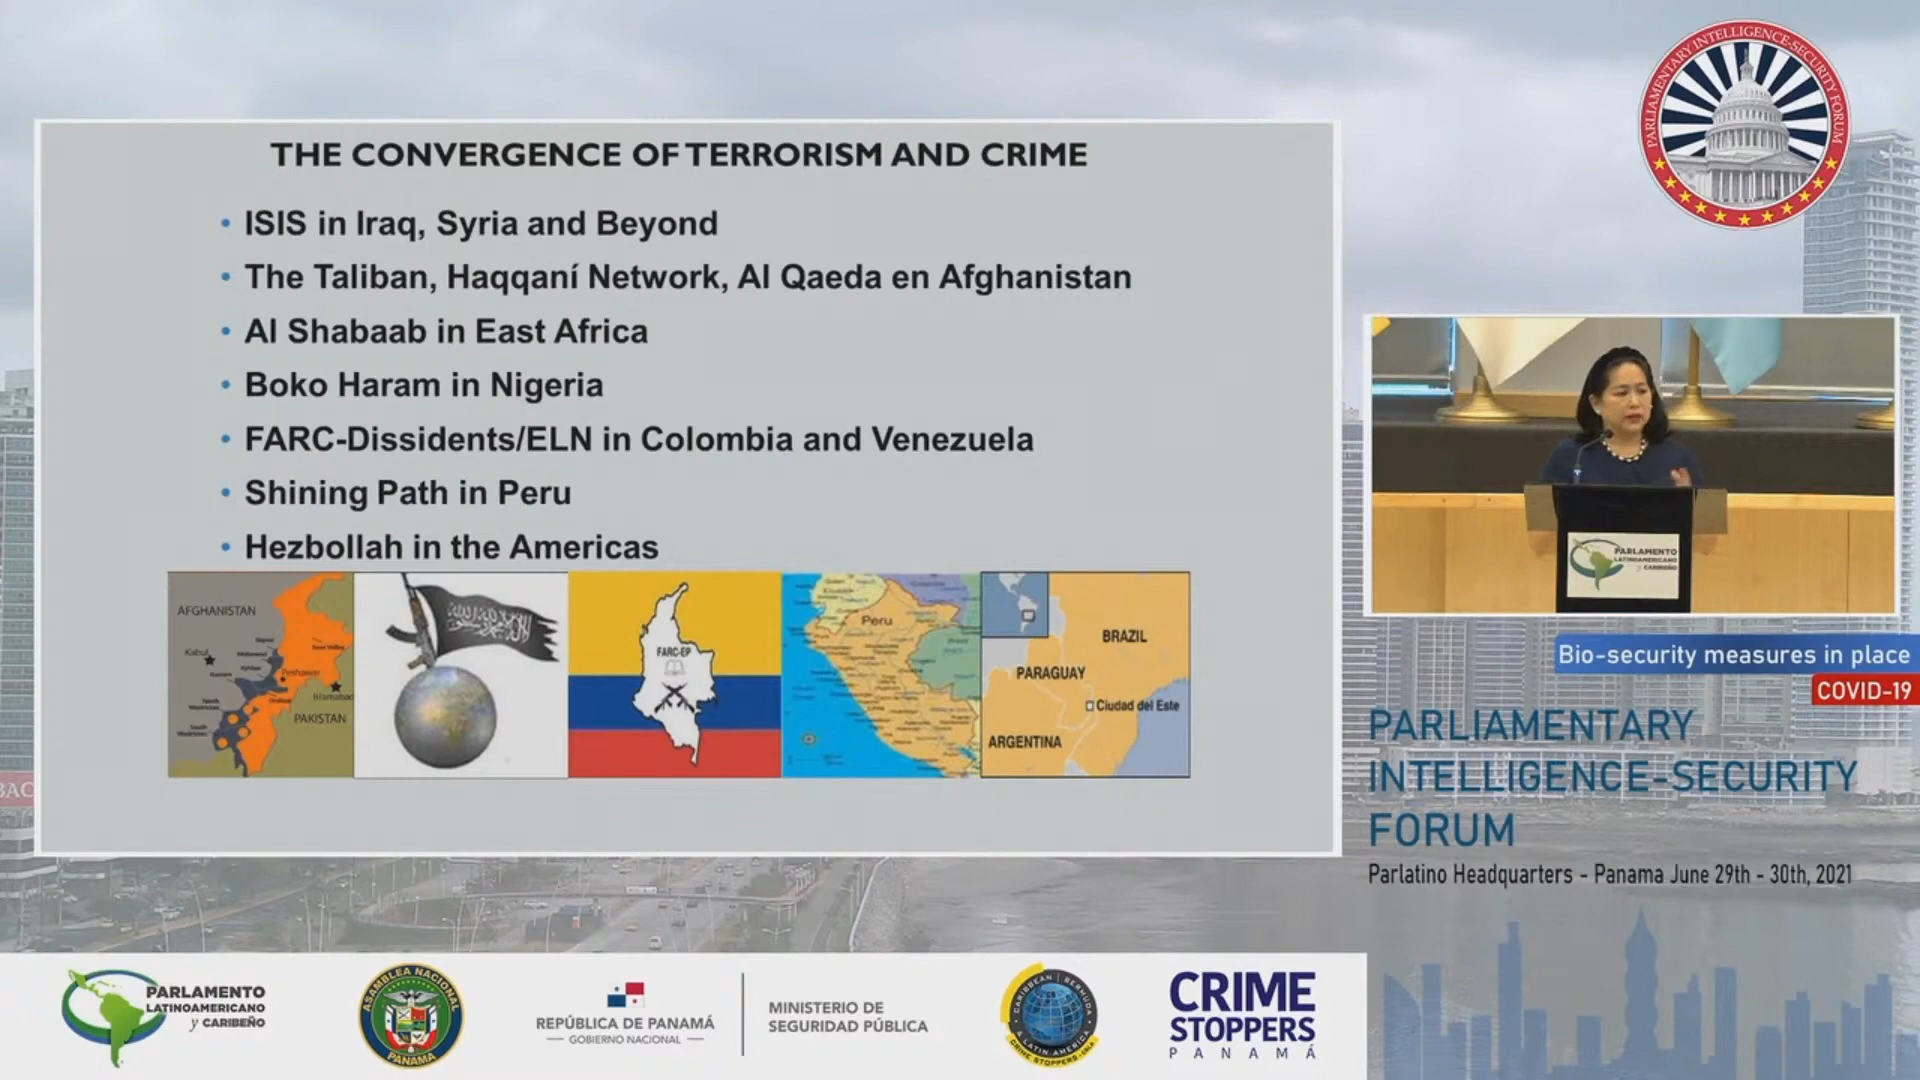 THE CONVERGENCE OF TERRORISM AND CRIME
• ISIS in Iraq, Syria and Beyond
• The Taliban, Haqqaní Network, Al Qaeda en Afghanistan
• Al Shabaab in East Africa
• Boko Haram in Nigeria
• FARC-Dissidents/ELN in Colombia and Venezuela
• Shining Path in Peru
• Hezbollah in the Americas
AFGHANISTAN
Kabul
Peshawar
Islamabad
PAKISTAN
FARC-EP
Peru
BRAZIL
PARAGUAY
Ciudad del Este
ARGENTINA
PARLIAMENTARY INTELLIGENCE-SECURITY FORUM
PARLAMENTO
LATINOAMERICANO
y CARIBEÑO
Bio-security measures in place
COVID-19
PARLIAMENTARY
INTELLIGENCE-SECURITY
FORUM
Parlatino Headquarters - Panama June 29th - 30th, 2021
PARLAMENTO
LATINOAMERICANO
y CARIBEÑO
ASAMBLEA NACIONAL
PANAMÁ
REPÚBLICA DE PANAMÁ
— GOBIERNO NACIONAL —
MINISTERIO DE
SEGURIDAD PÚBLICA
CARIBBEAN | BERMUDA
& LATIN AMERICA
CRIME STOPPERS
CRIME
STOPPERS
PANAMÁ